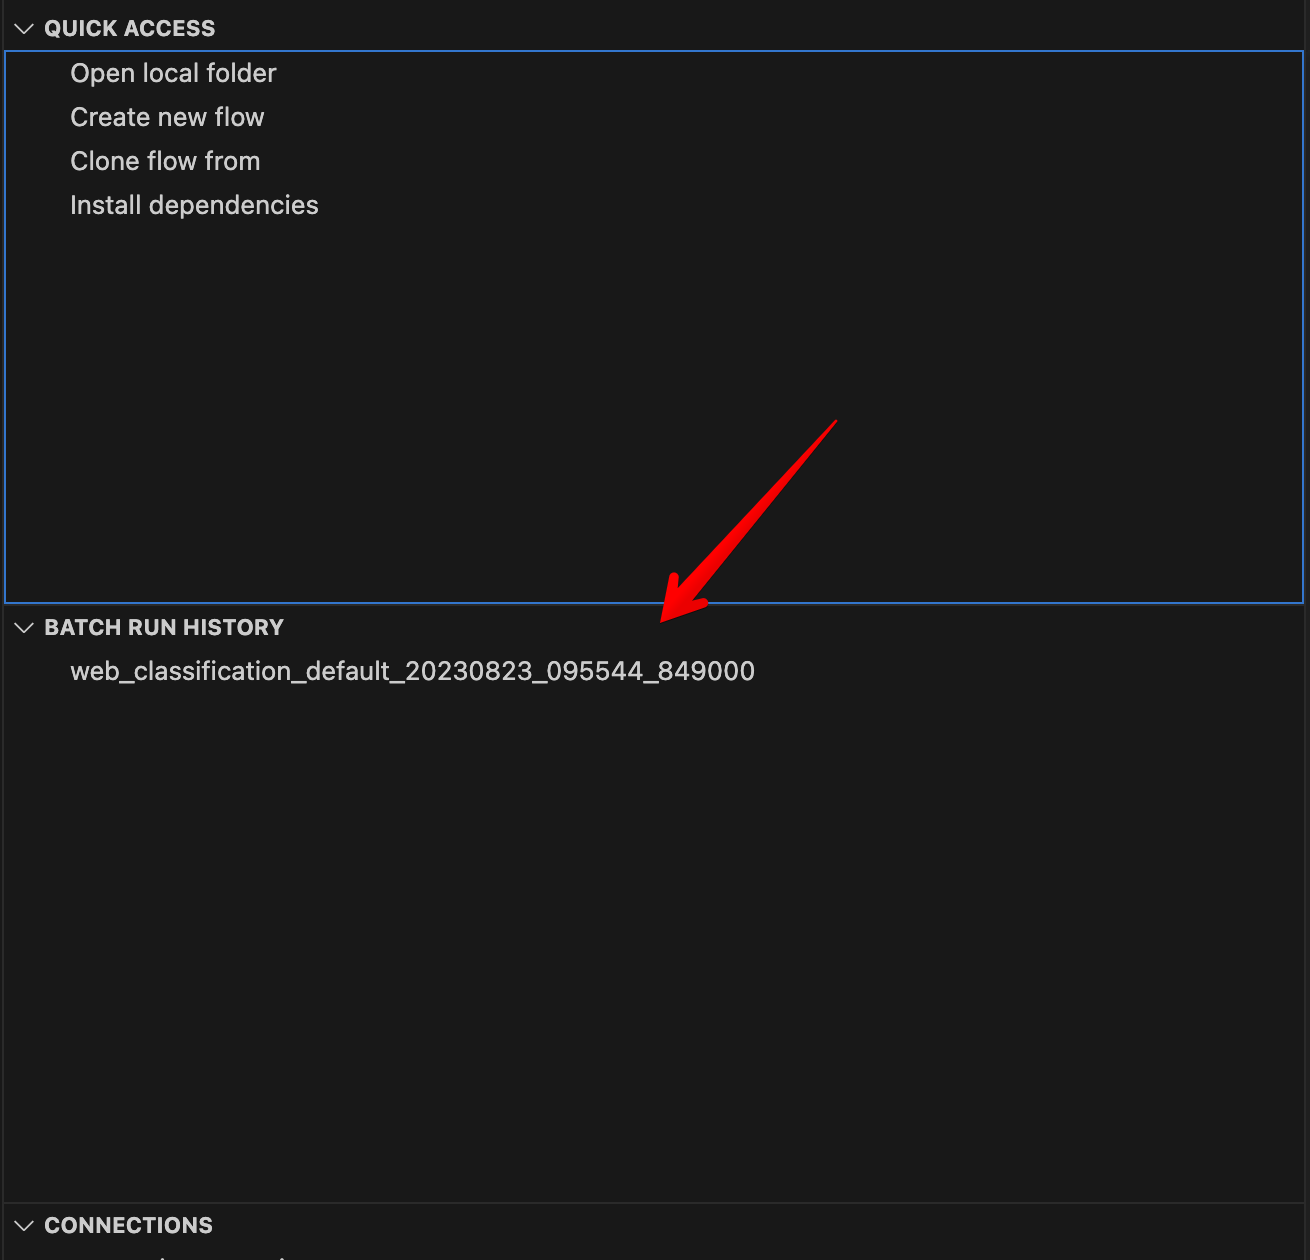 QUICK ACCESS
Open local folder
Create new flow
Clone flow from
Install dependencies
BATCH RUN HISTORY
web_classification_default_20230823_095544_849000
CONNECTIONS